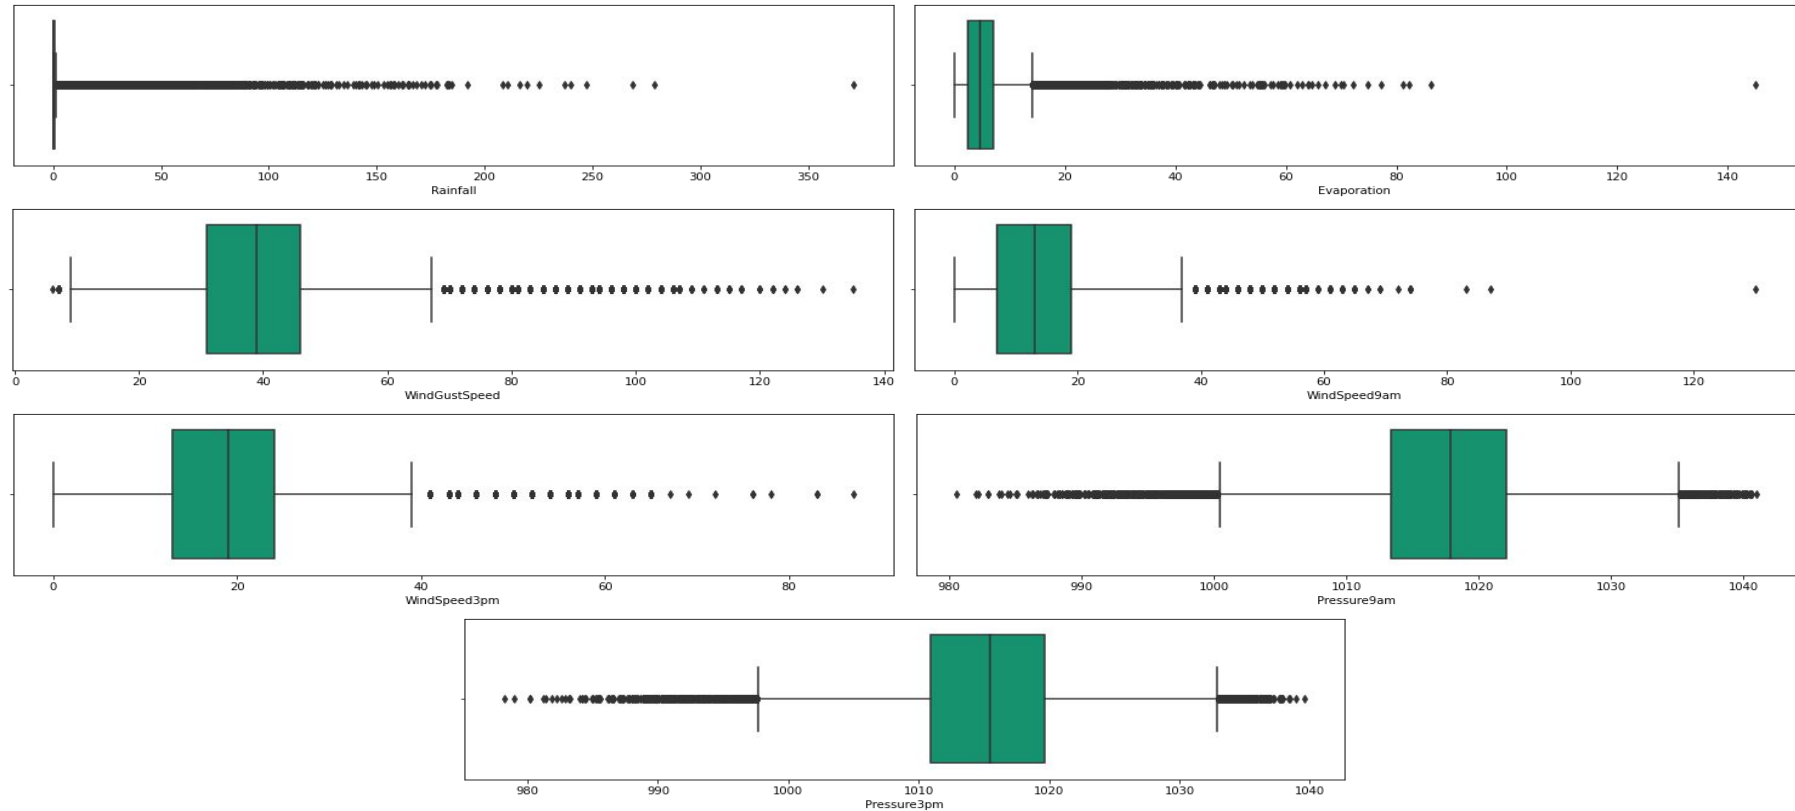 0 50 100 150 200 250 300 350
Rainfall
0 20 40 60 80 100 120 140
Evaporation
0 20 40 60 80 100 120 140
WindGustSpeed
0 20 40 60 80 100 120
WindSpeed9am
0 20 40 60 80
WindSpeed3pm
980 990 1000 1010 1020 1030 1040
Pressure9am
980 990 1000 1010 1020 1030 1040
Pressure3pm